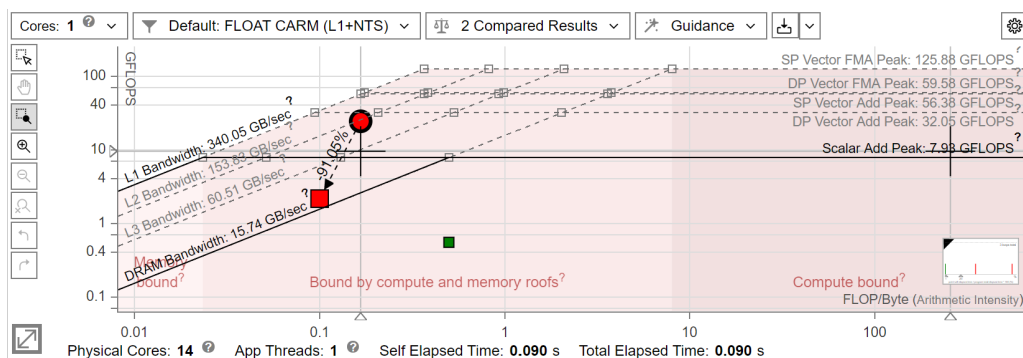 Cores: 1 ?
Default: FLOAT CARM (L1+NTS)
2 Compared Results
Guidance
GFLOPS
100
40
10
4
1
0.4
0.1
SP Vector FMA Peak: 125.88 GFLOPS ?
DP Vector FMA Peak: 59.58 GFLOPS ?
SP Vector Add Peak: 56.38 GFLOPS ?
DP Vector Add Peak: 32.05 GFLOPS ?
Scalar Add Peak: 7.93 GFLOPS ?
L1 Bandwidth: 340.05 GB/sec ?
L2 Bandwidth: 153.83 GB/sec ?
L3 Bandwidth: 60.51 GB/sec ?
DRAM Bandwidth: 15.74 GB/sec ?
-91.05%
Memory
bound?
Bound by compute and memory roofs?
Compute bound?
FLOP/Byte (Arithmetic Intensity)
0.01
0.1
1
10
100
Physical Cores: 14 ? App Threads: 1 ? Self Elapsed Time: 0.090 s Total Elapsed Time: 0.090 s